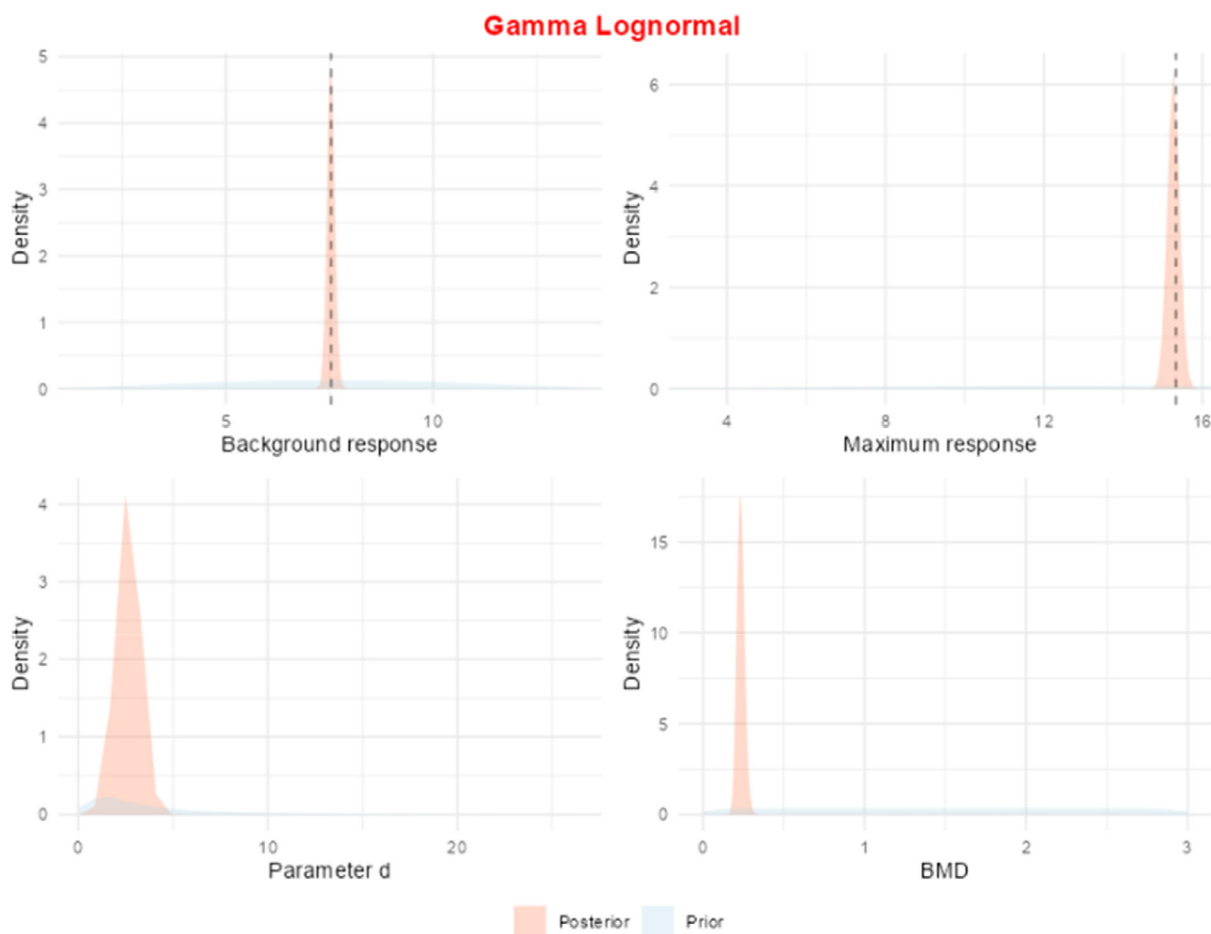 Gamma Lognormal
5
4
3
2
1
0
Density
5 10
Background response
6
4
2
0
Density
4 8 12 16
Maximum response
4
3
2
1
0
Density
0 10 20
Parameter d
15
10
5
0
Density
0 1 2 3
BMD
Posterior Prior